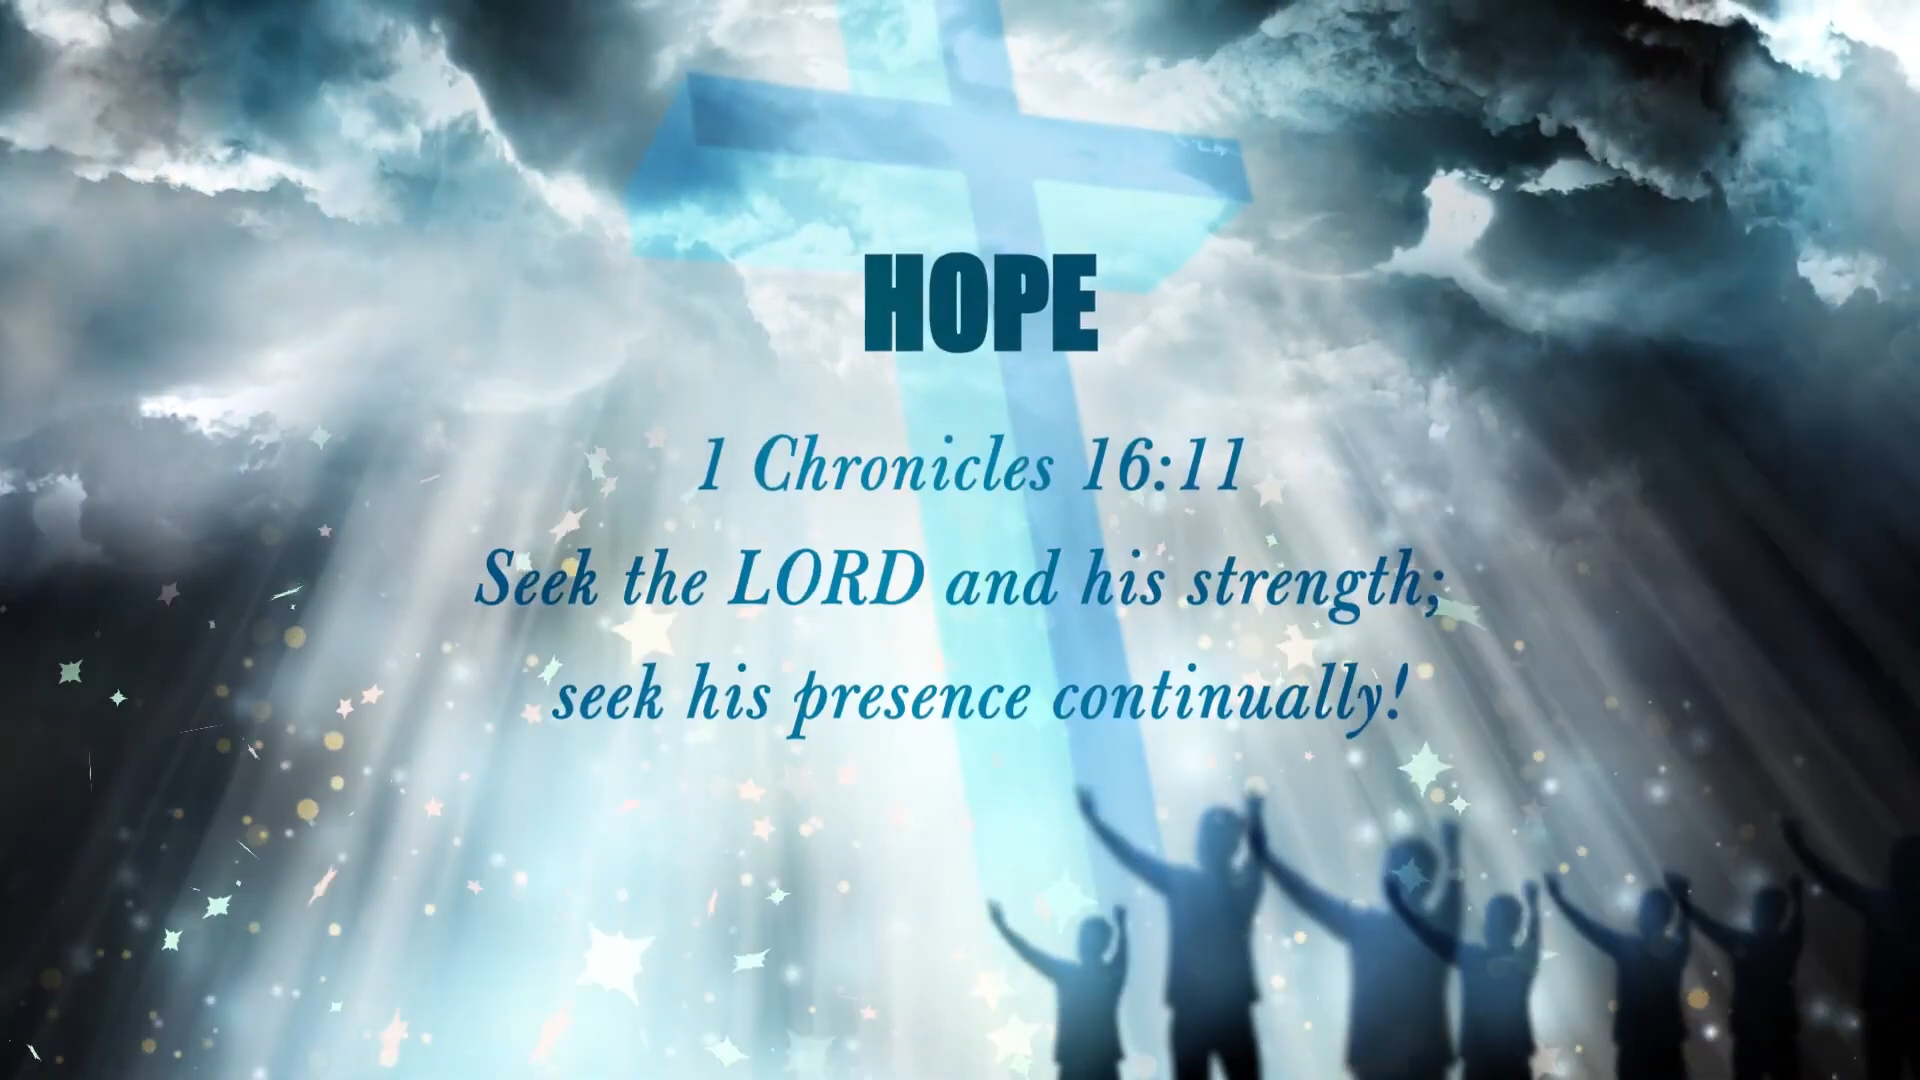 HOPE
1 Chronicles 16:11
Seek the LORD and his strength;
seek his presence continually!